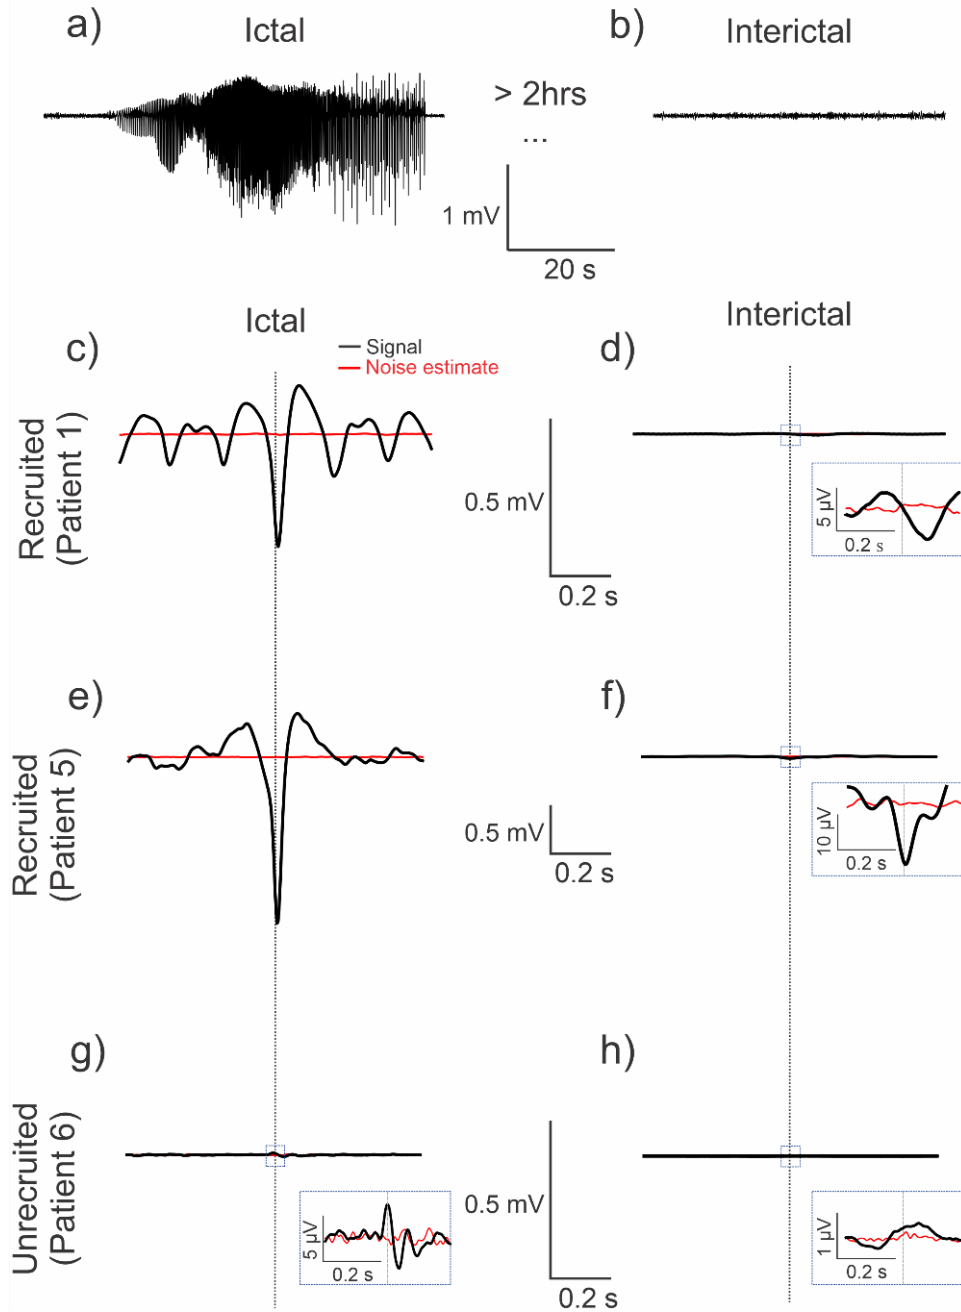 a)
Ictal
b)
Interictal
> 2hrs
...
1 mV
20 s
Ictal
Interictal
c)
Signal
Noise estimate
d)
Recruited
(Patient 1)
0.5 mV
0.2 s
5 µV
0.2 s
e)
f)
Recruited
(Patient 5)
0.5 mV
0.2 s
10 µV
0.2 s
g)
h)
Unrecruited
(Patient 6)
5 µV
0.2 s
0.5 mV
0.2 s
1 µV
0.2 s